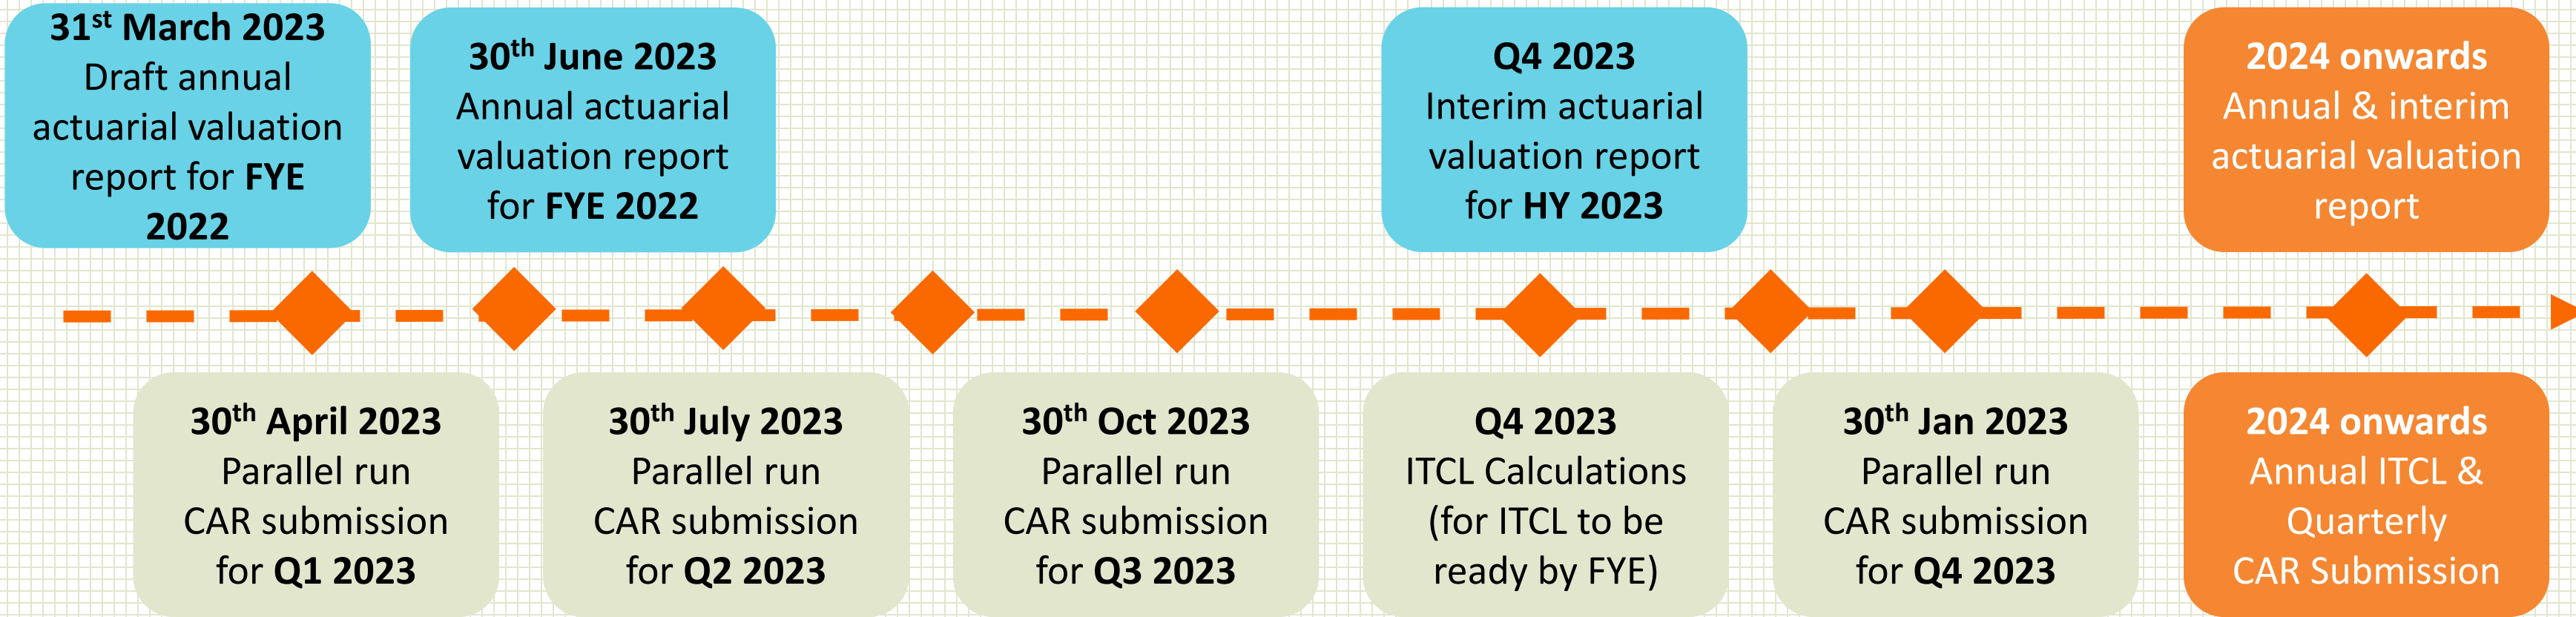 31st March 2023
Draft annual
actuarial valuation
report for FYE
2022
30th June 2023
Annual actuarial
valuation report
for FYE 2022
Q4 2023
Interim actuarial
valuation report
for HY 2023
2024 onwards
Annual & interim
actuarial valuation
report
30th April 2023
Parallel run
CAR submission
for Q1 2023
30th July 2023
Parallel run
CAR submission
for Q2 2023
30th Oct 2023
Parallel run
CAR submission
for Q3 2023
Q4 2023
ITCL Calculations
(for ITCL to be
ready by FYE)
30th Jan 2023
Parallel run
CAR submission
for Q4 2023
2024 onwards
Annual ITCL &
Quarterly
CAR Submission